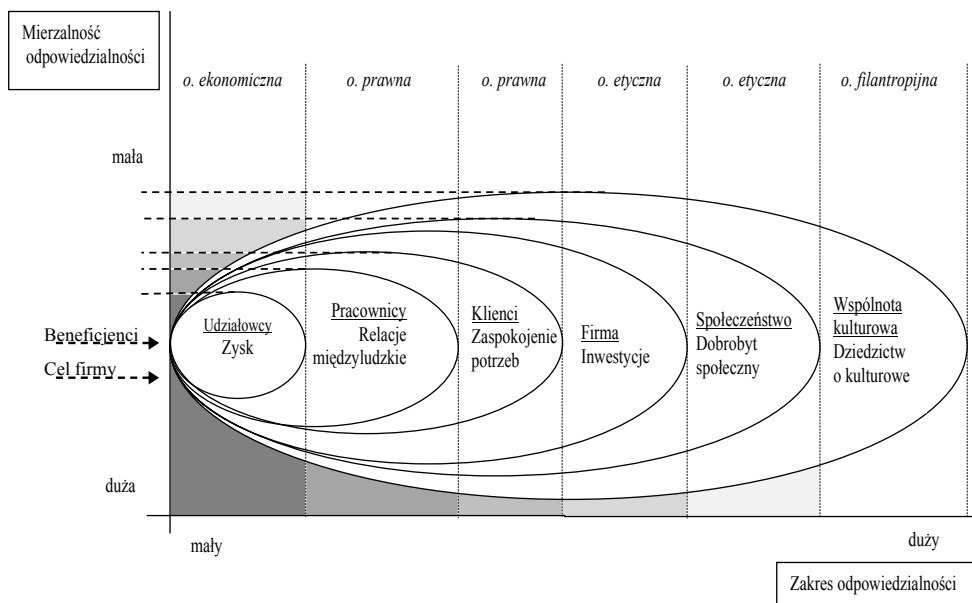 Mierzalność
odpowiedzialności
o. ekonomiczna
o. prawna
o. prawna
o. etyczna
o. etyczna
o. filantropijna
mała
Beneficjenci
Cel firmy
Udziałowcy
Zysk
Pracownicy
Relacje
międzyludzkie
Klienci
Zaspokojenie
potrzeb
Firma
Inwestycje
Społeczeństwo
Dobrobyt
społeczny
Wspólnota
kulturowa
Dziedzictw
o kulturowe
duża
mały
duży
Zakres odpowiedzialności